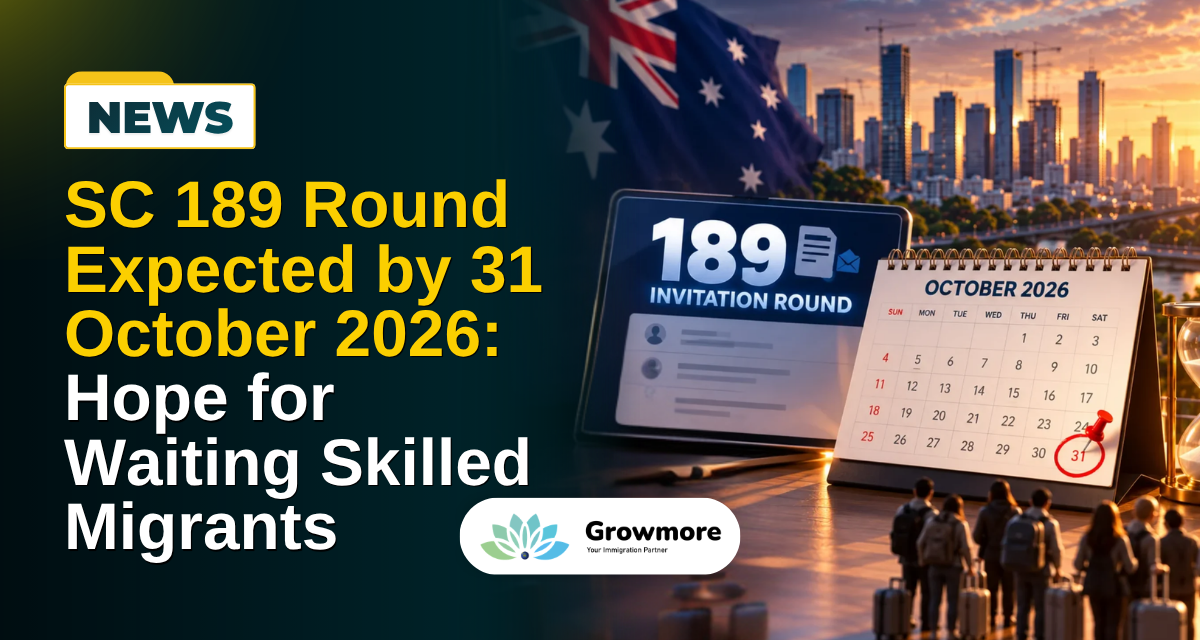 NEWS
SC 189 Round
Expected by 31
October 2026:
Hope for
Waiting Skilled
Migrants
Growmore
Your Immigration Partner
189
INVITATION ROUND
OCTOBER 2026
SUN MON TUE WED THU FRI SAT
1 2 3
4 5 6 7 8 9 10
11 12 13 14 15 16 17
18 19 20 21 22 23 24
25 26 27 28 29 30 31